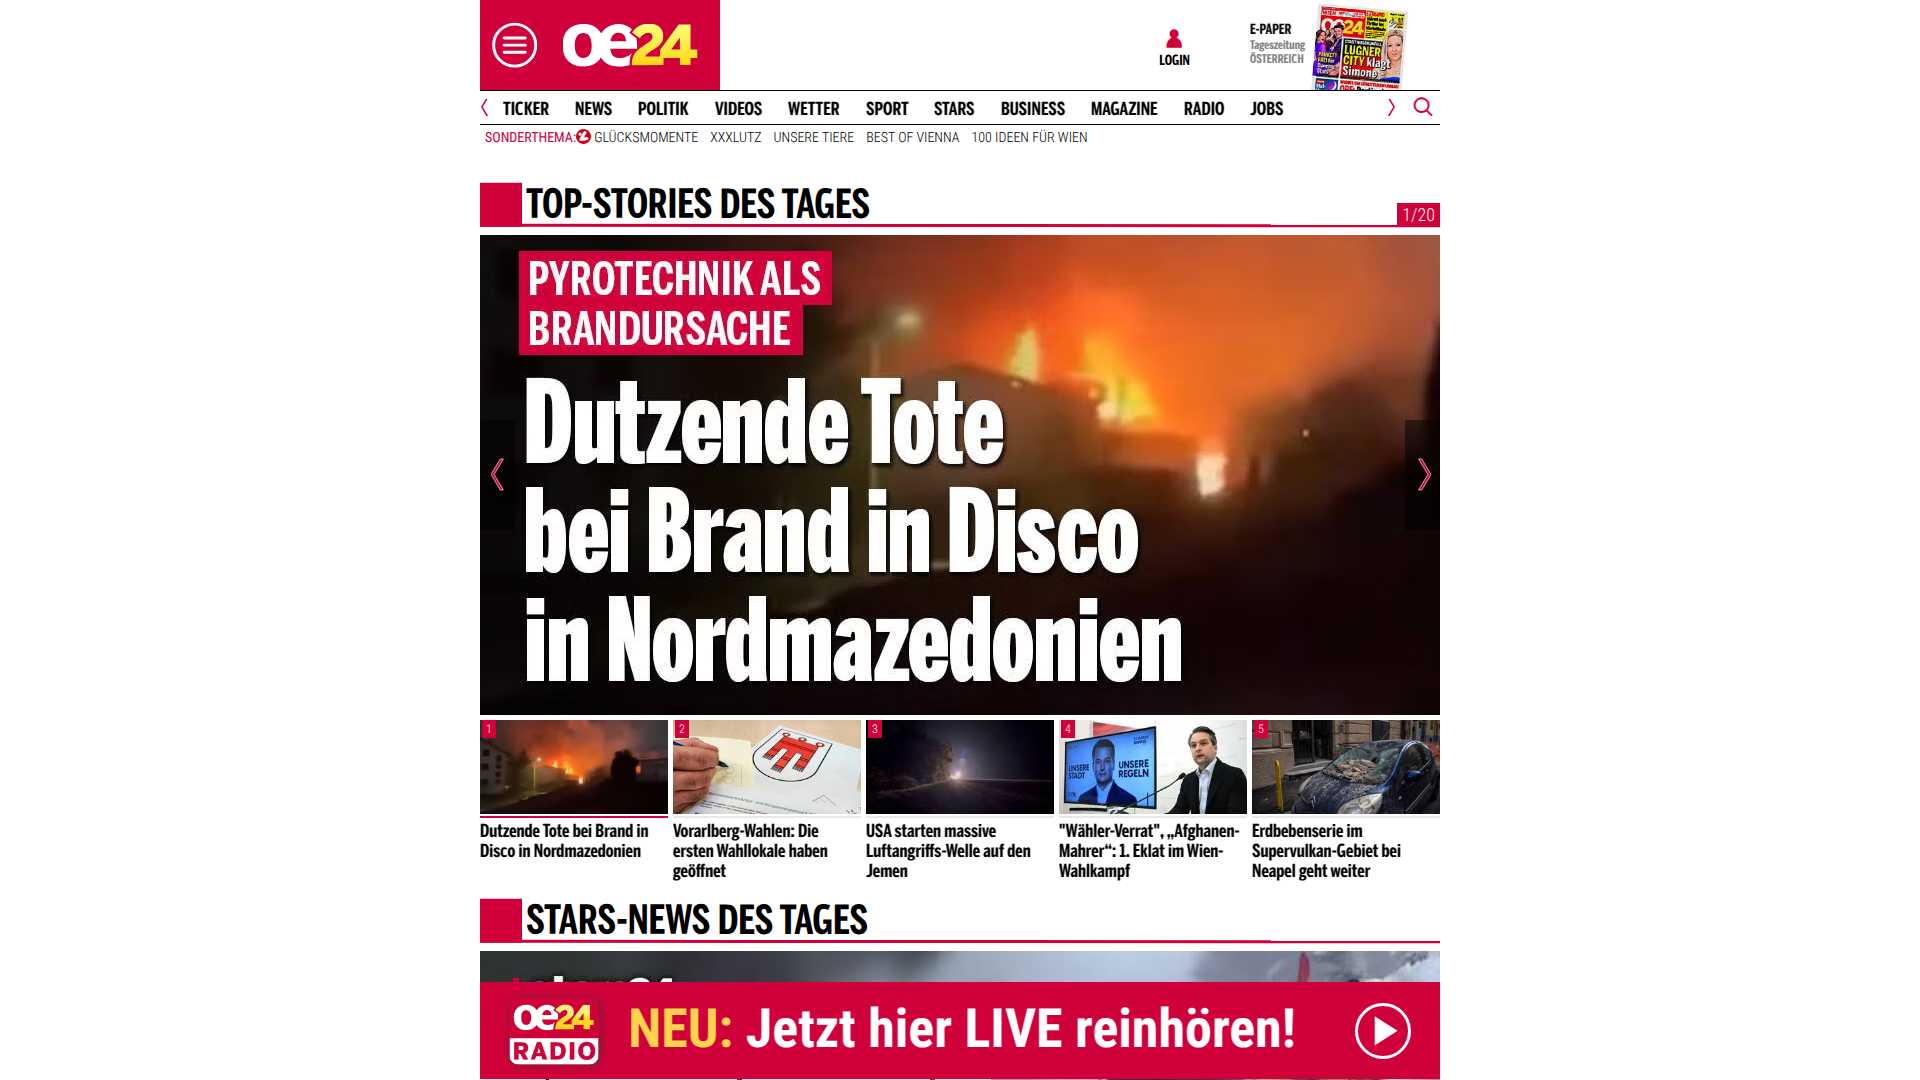 oe24
LOGIN
E-PAPER
Tageszeitung
ÖSTERREICH
oe24
LUGNER
CITY klagt
Simone
TICKER NEWS POLITIK VIDEOS WETTER SPORT STARS BUSINESS MAGAZINE RADIO JOBS
SONDERTHEMA: GLÜCKSMOMENTE XXXLUTZ UNSERE TIERE BEST OF VIENNA 100 IDEEN FÜR WIEN
TOP-STORIES DES TAGES
1/20
PYROTECHNIK ALS
BRANDURSACHE
Dutzende Tote
bei Brand in Disco
in Nordmazedonien
1
2
3
4
5
UNSERE
STADT
UNSERE
REGELN
Dutzende Tote bei Brand in
Disco in Nordmazedonien
Vorarlberg-Wahlen: Die
ersten Wahllokale haben
geöffnet
USA starten massive
Luftangriffs-Welle auf den
Jemen
"Wähler-Verrat", „Afghanen-
Mahrer“: 1. Eklat im Wien-
Wahlkampf
Erdbebenserie im
Supervulkan-Gebiet bei
Neapel geht weiter
STARS-NEWS DES TAGES
oe24
RADIO
NEU: Jetzt hier LIVE reinhören!